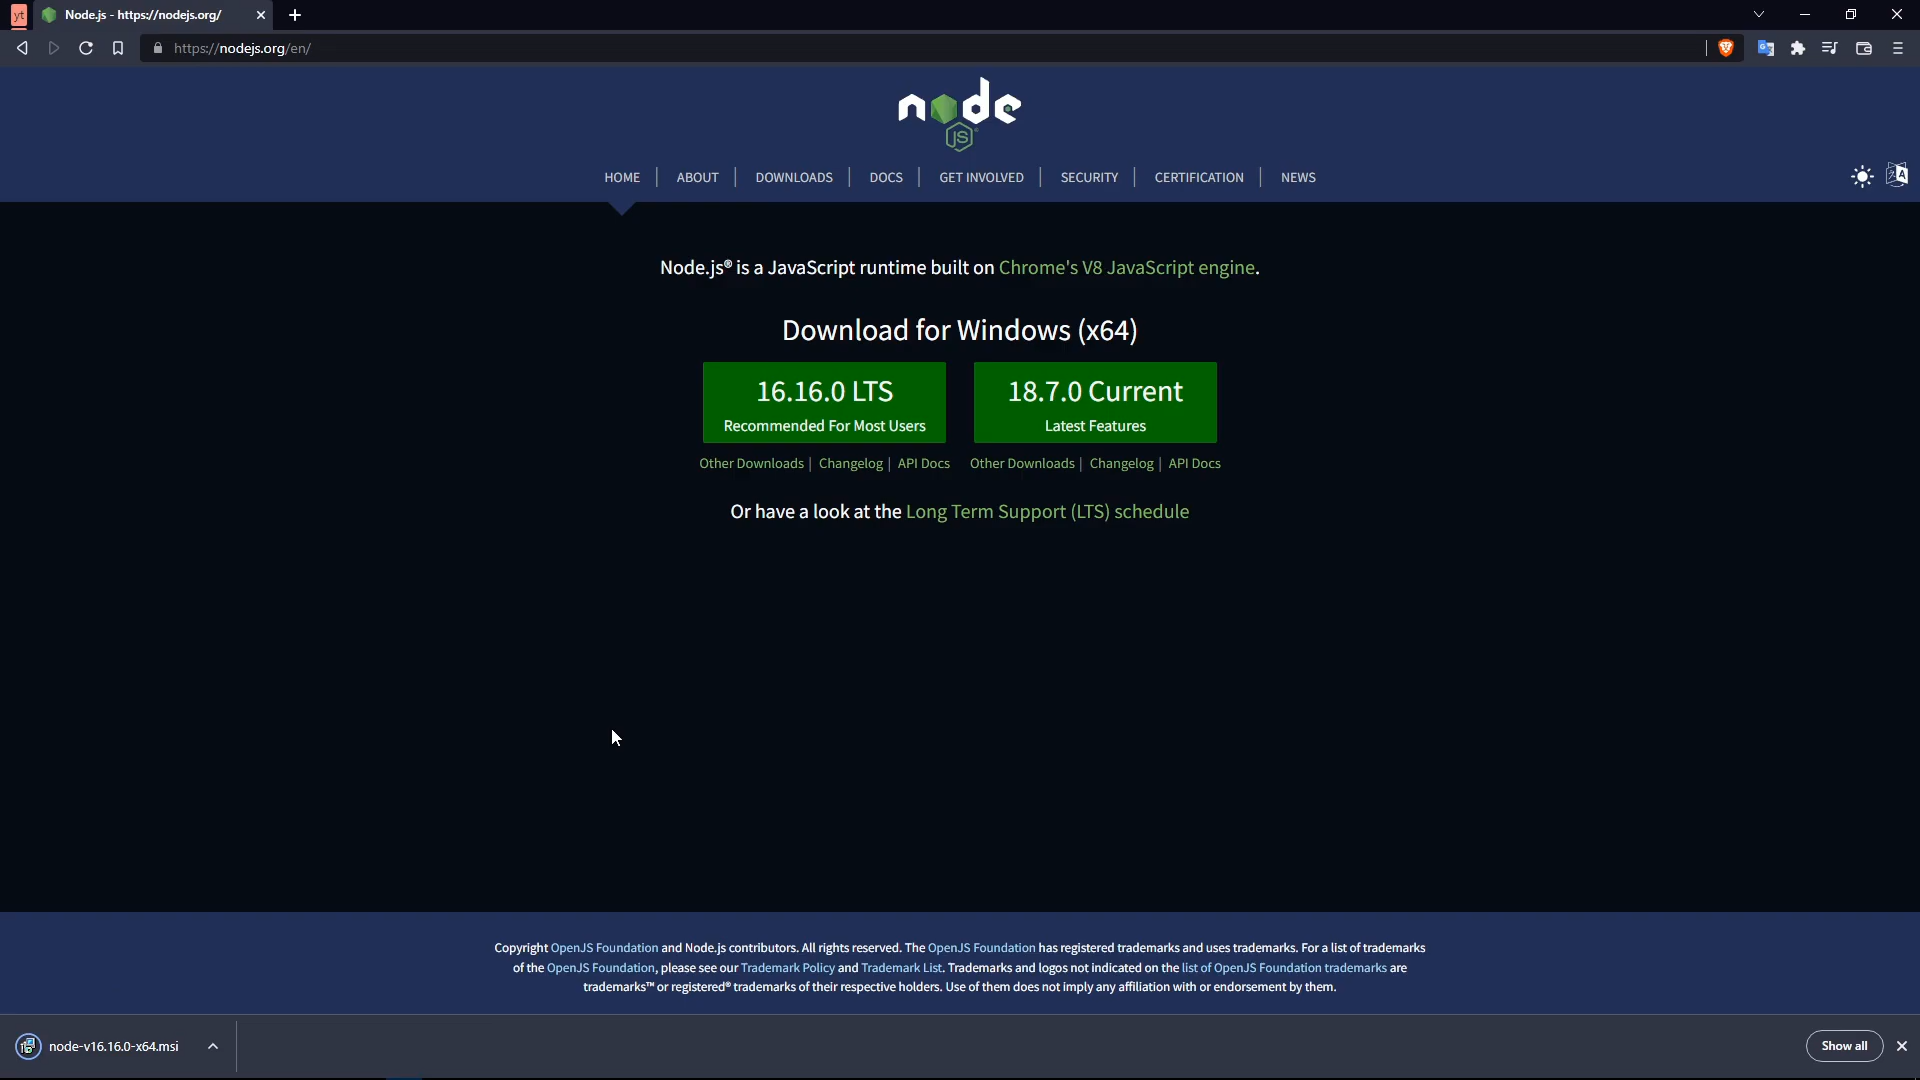 yt
Node.js - https://nodejs.org/
https://nodejs.org/en/
node
JS
HOME | ABOUT | DOWNLOADS | DOCS | GET INVOLVED | SECURITY | CERTIFICATION | NEWS
Node.js® is a JavaScript runtime built on Chrome's V8 JavaScript engine.
Download for Windows (x64)
16.16.0 LTS
Recommended For Most Users
18.7.0 Current
Latest Features
Other Downloads | Changelog | API Docs
Other Downloads | Changelog | API Docs
Or have a look at the Long Term Support (LTS) schedule
Copyright OpenJS Foundation and Node.js contributors. All rights reserved. The OpenJS Foundation has registered trademarks and uses trademarks. For a list of trademarks
of the OpenJS Foundation, please see our Trademark Policy and Trademark List. Trademarks and logos not indicated on the list of OpenJS Foundation trademarks are
trademarks™ or registered® trademarks of their respective holders. Use of them does not imply any affiliation with or endorsement by them.
node-v16.16.0-x64.msi
Show all